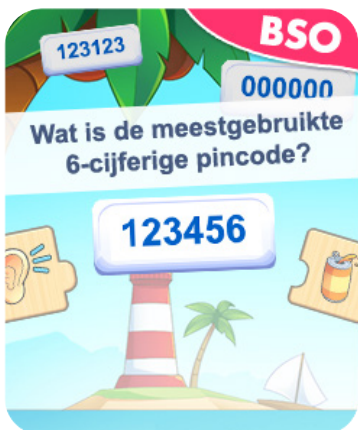 BSO
123123
000000
Wat is de meestgebruikte
6-cijferige pincode?
123456